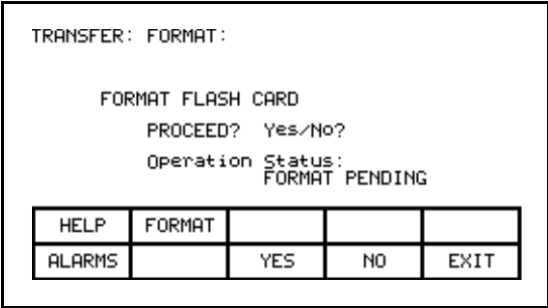 TRANSFER: FORMAT:
FORMAT FLASH CARD
PROCEED? Yes/No?
Operation Status:
FORMAT PENDING
HELP FORMAT
ALARMS YES NO EXIT